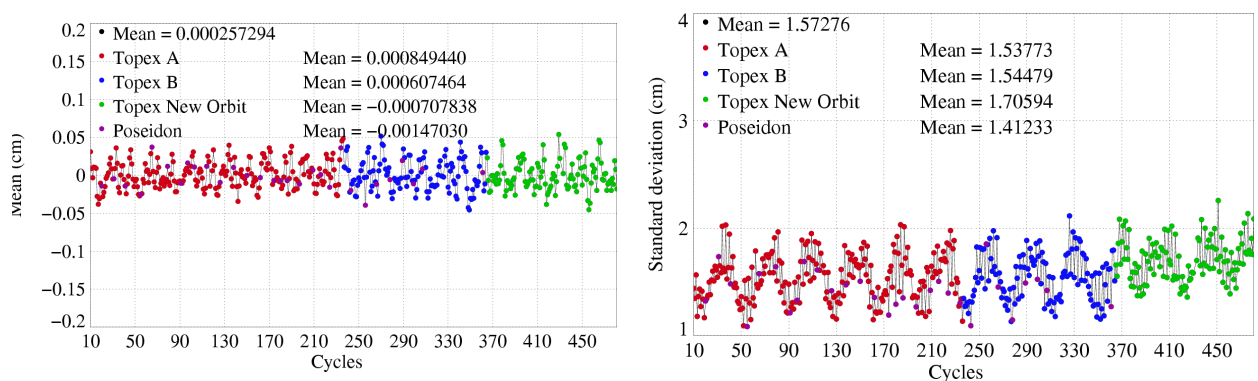 0.2
0.15
0.1
0.05
0
−0.05
−0.1
−0.15
−0.2
Mean (cm)
Mean = 0.000257294
Topex A Mean = 0.000849440
Topex B Mean = 0.000607464
Topex New Orbit Mean = −0.000707838
Poseidon Mean = −0.00147030
10 50 90 130 170 210 250 290 330 370 410 450
Cycles
4
3
2
1
Standard deviation (cm)
Mean = 1.57276
Topex A Mean = 1.53773
Topex B Mean = 1.54479
Topex New Orbit Mean = 1.70594
Poseidon Mean = 1.41233
10 50 90 130 170 210 250 290 330 370 410 450
Cycles